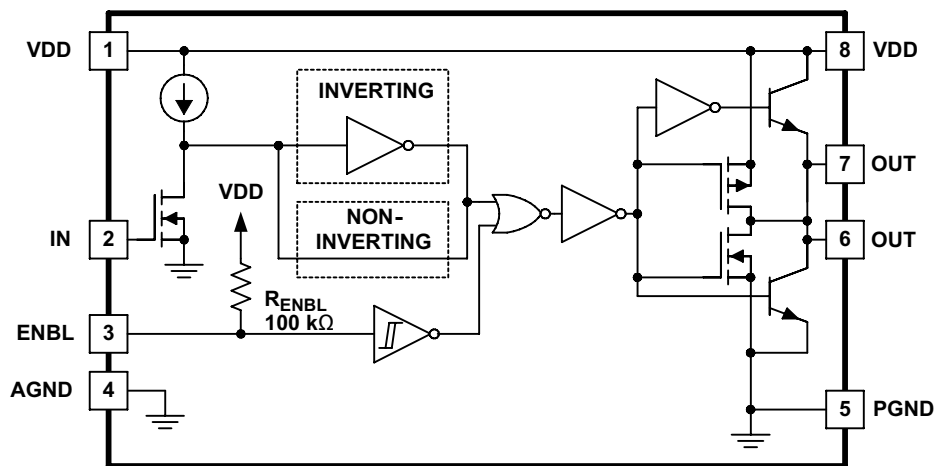 VDD 1
8 VDD
INVERTING
VDD
7 OUT
IN 2
NON-
INVERTING
6 OUT
RENBL
100 kΩ
ENBL 3
AGND 4
5 PGND